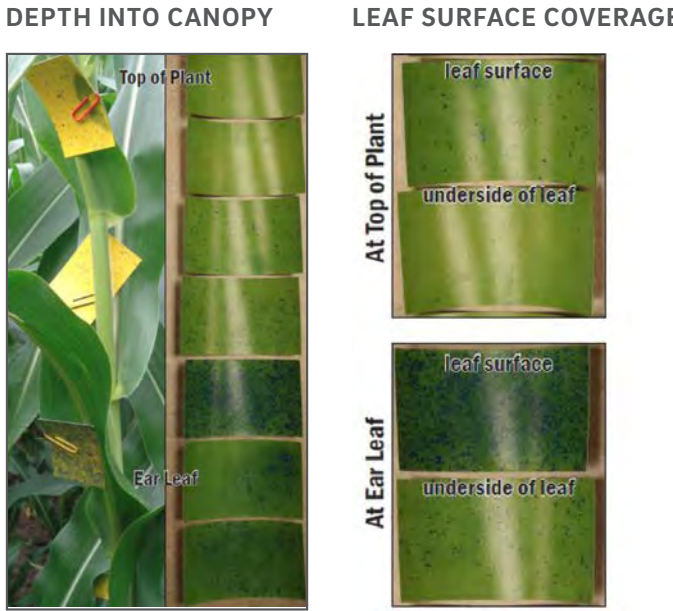 DEPTH INTO CANOPY
LEAF SURFACE COVERAGE
Top of Plant
Ear Leaf
At Top of Plant
leaf surface
underside of leaf
At Ear Leaf
leaf surface
underside of leaf